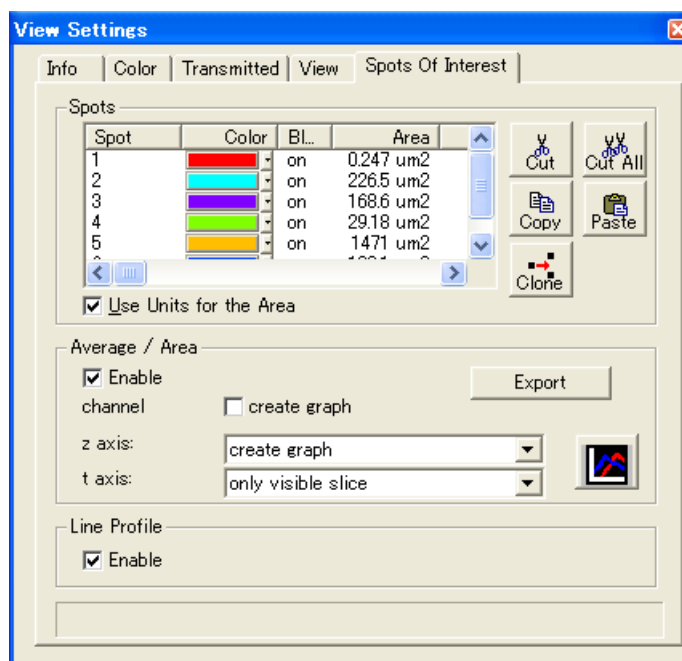 View Settings
Info Color Transmitted View Spots Of Interest
Spots
Spot Color Bl... Area
1 on 0.247 um2
2 on 226.5 um2
3 on 168.6 um2
4 on 29.18 um2
5 on 1471 um2
Cut Cut All
Copy Paste
Clone
Use Units for the Area
Average / Area
Enable
Export
channel create graph
z axis: create graph
t axis: only visible slice
Line Profile
Enable